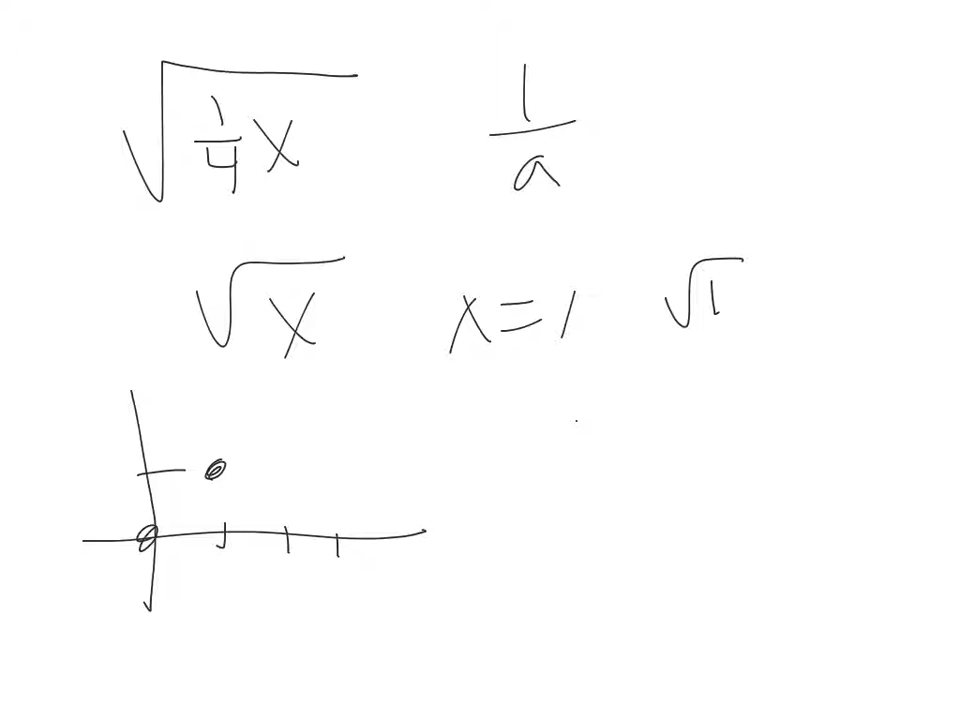 √(1/4 x) 1/a
√x x=1 √1